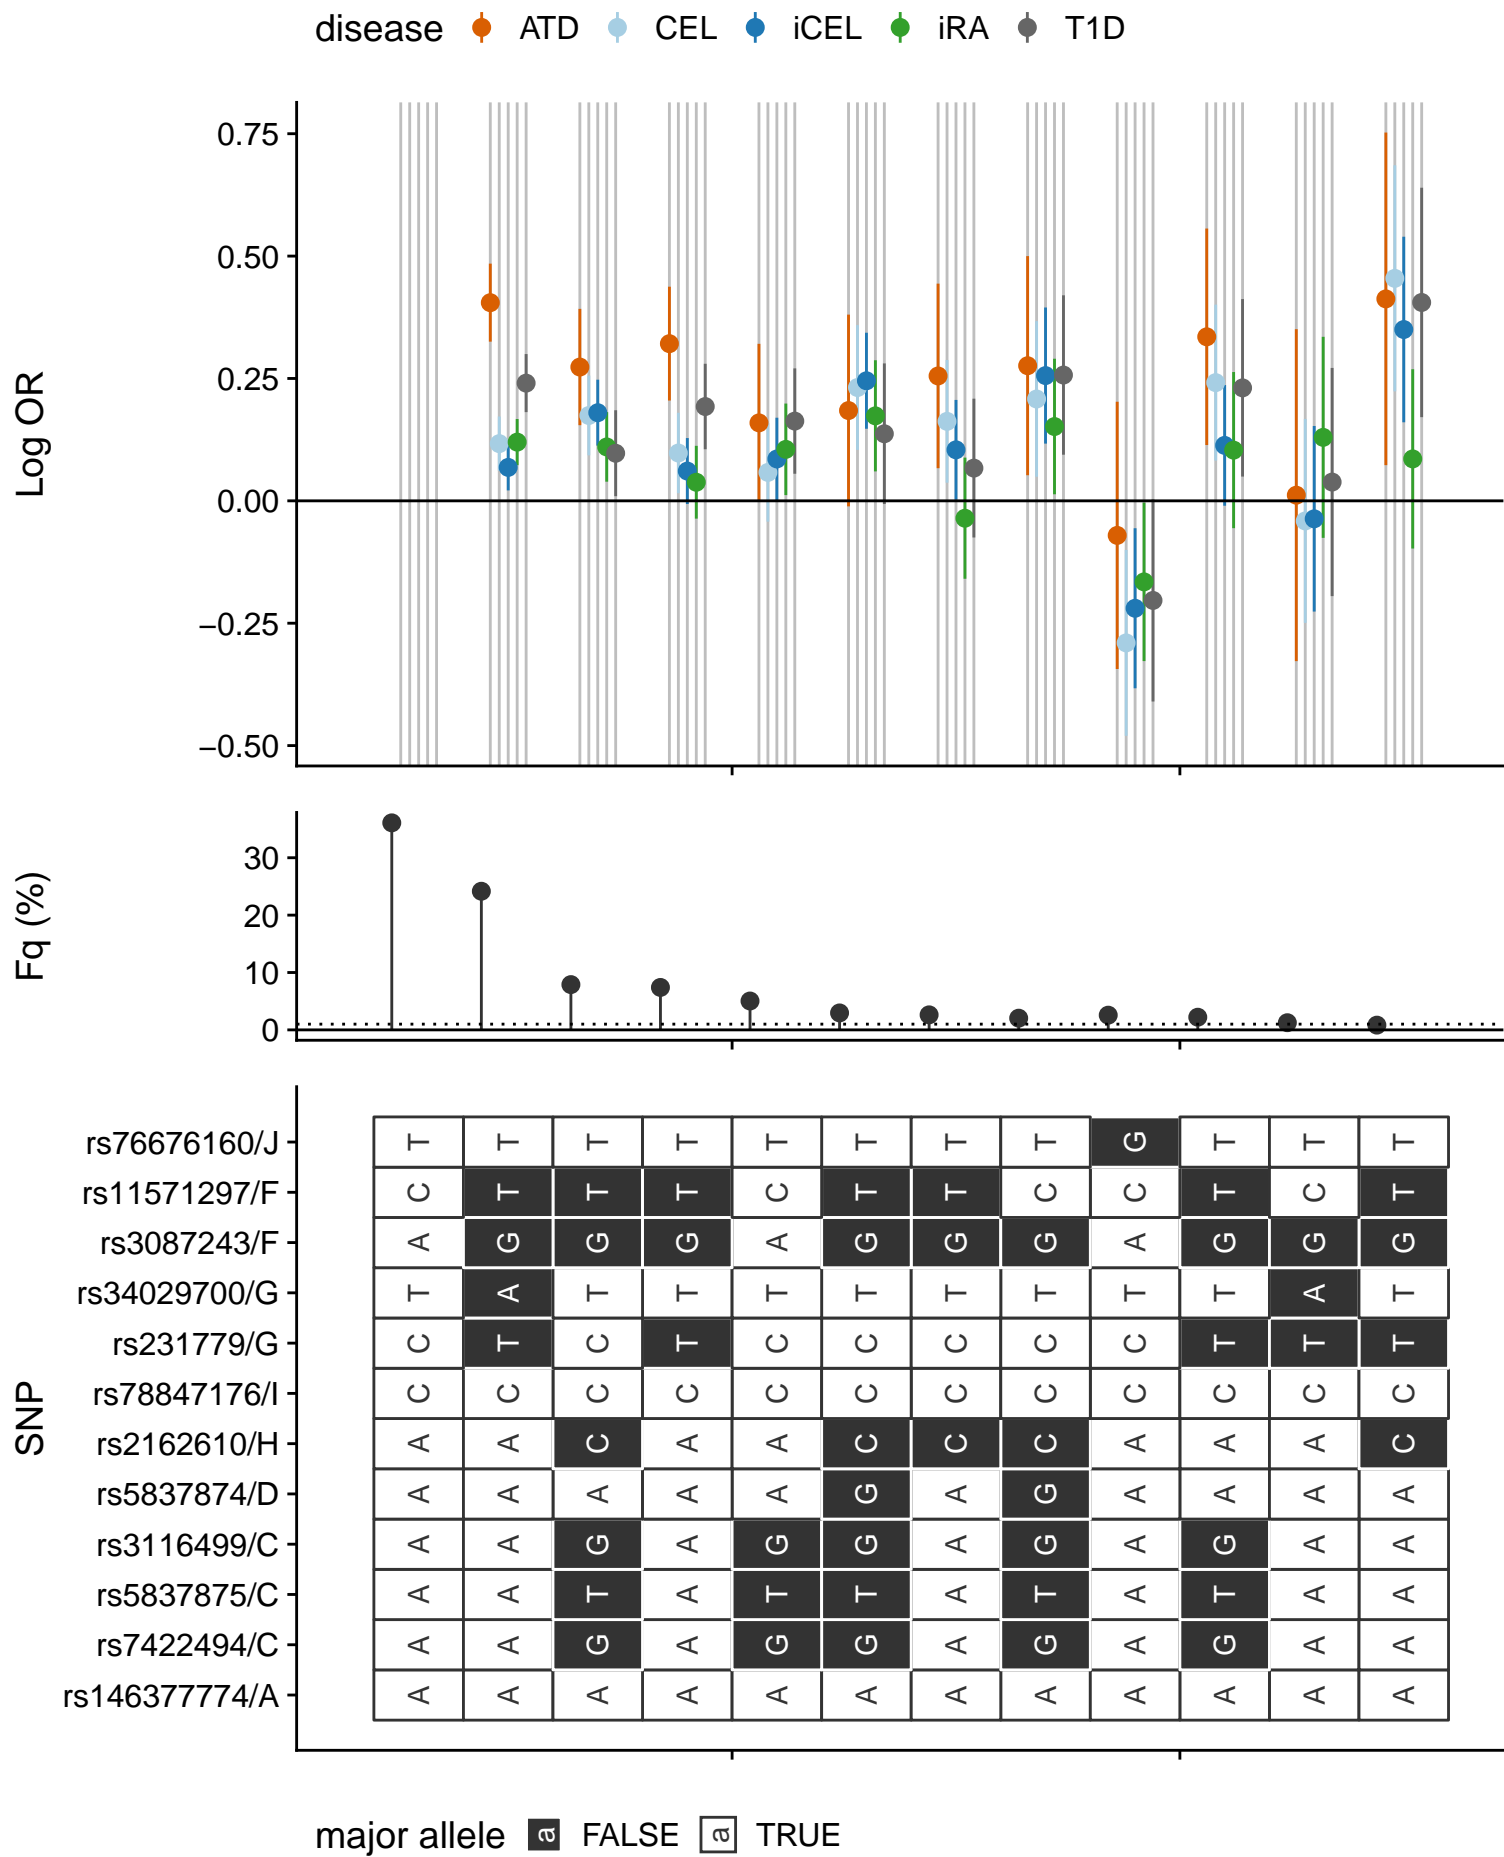 disease ATD CEL iCEL iRA T1D
Log OR
0.75
0.50
0.25
0.00
−0.25
−0.50
Fq (%)
30
20
10
0
SNP
rs76676160/J T T T T T T T T G T T T
rs11571297/F C T T T C T T C C T C T
rs3087243/F A G G G A G G G A G G G
rs34029700/G T A T T T T T T T T A T
rs231779/G C T C T C C C C C T T T
rs78847176/I C C C C C C C C C C C C
rs2162610/H A A C A A C C C A A A C
rs5837874/D A A A A A G A G A A A A
rs3116499/C A A G A G G A G A G A A
rs5837875/C A A T A T T A T A T A A
rs7422494/C A A G A G G A G A G A A
rs146377774/A A A A A A A A A A A A A
major allele a FALSE a TRUE